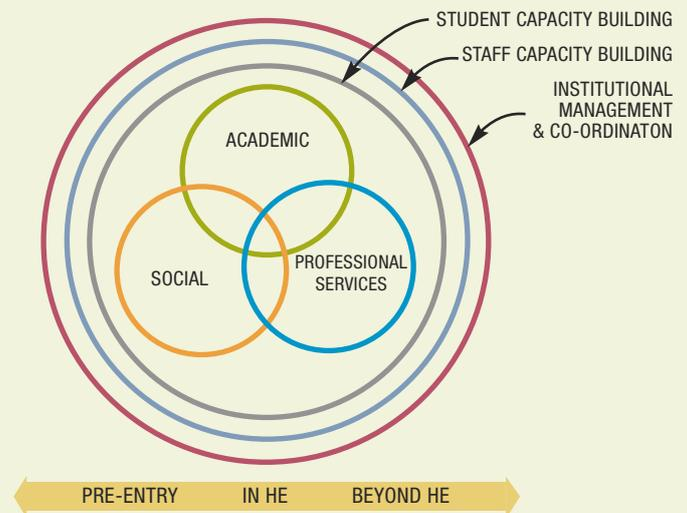 STUDENT CAPACITY BUILDING
STAFF CAPACITY BUILDING
INSTITUTIONAL
MANAGEMENT
& CO-ORDINATON
ACADEMIC
SOCIAL
PROFESSIONAL
SERVICES
PRE-ENTRY IN HE BEYOND HE